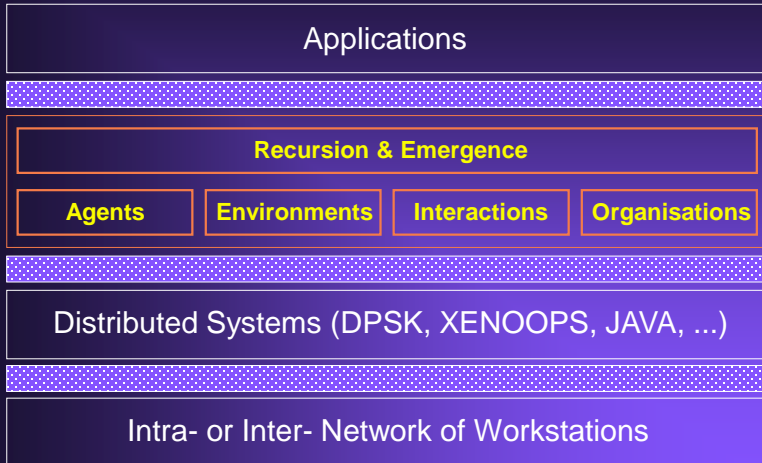 Applications
Recursion & Emergence
Agents Environments Interactions Organisations
Distributed Systems (DPSK, XENOOPS, JAVA, ...)
Intra- or Inter- Network of Workstations